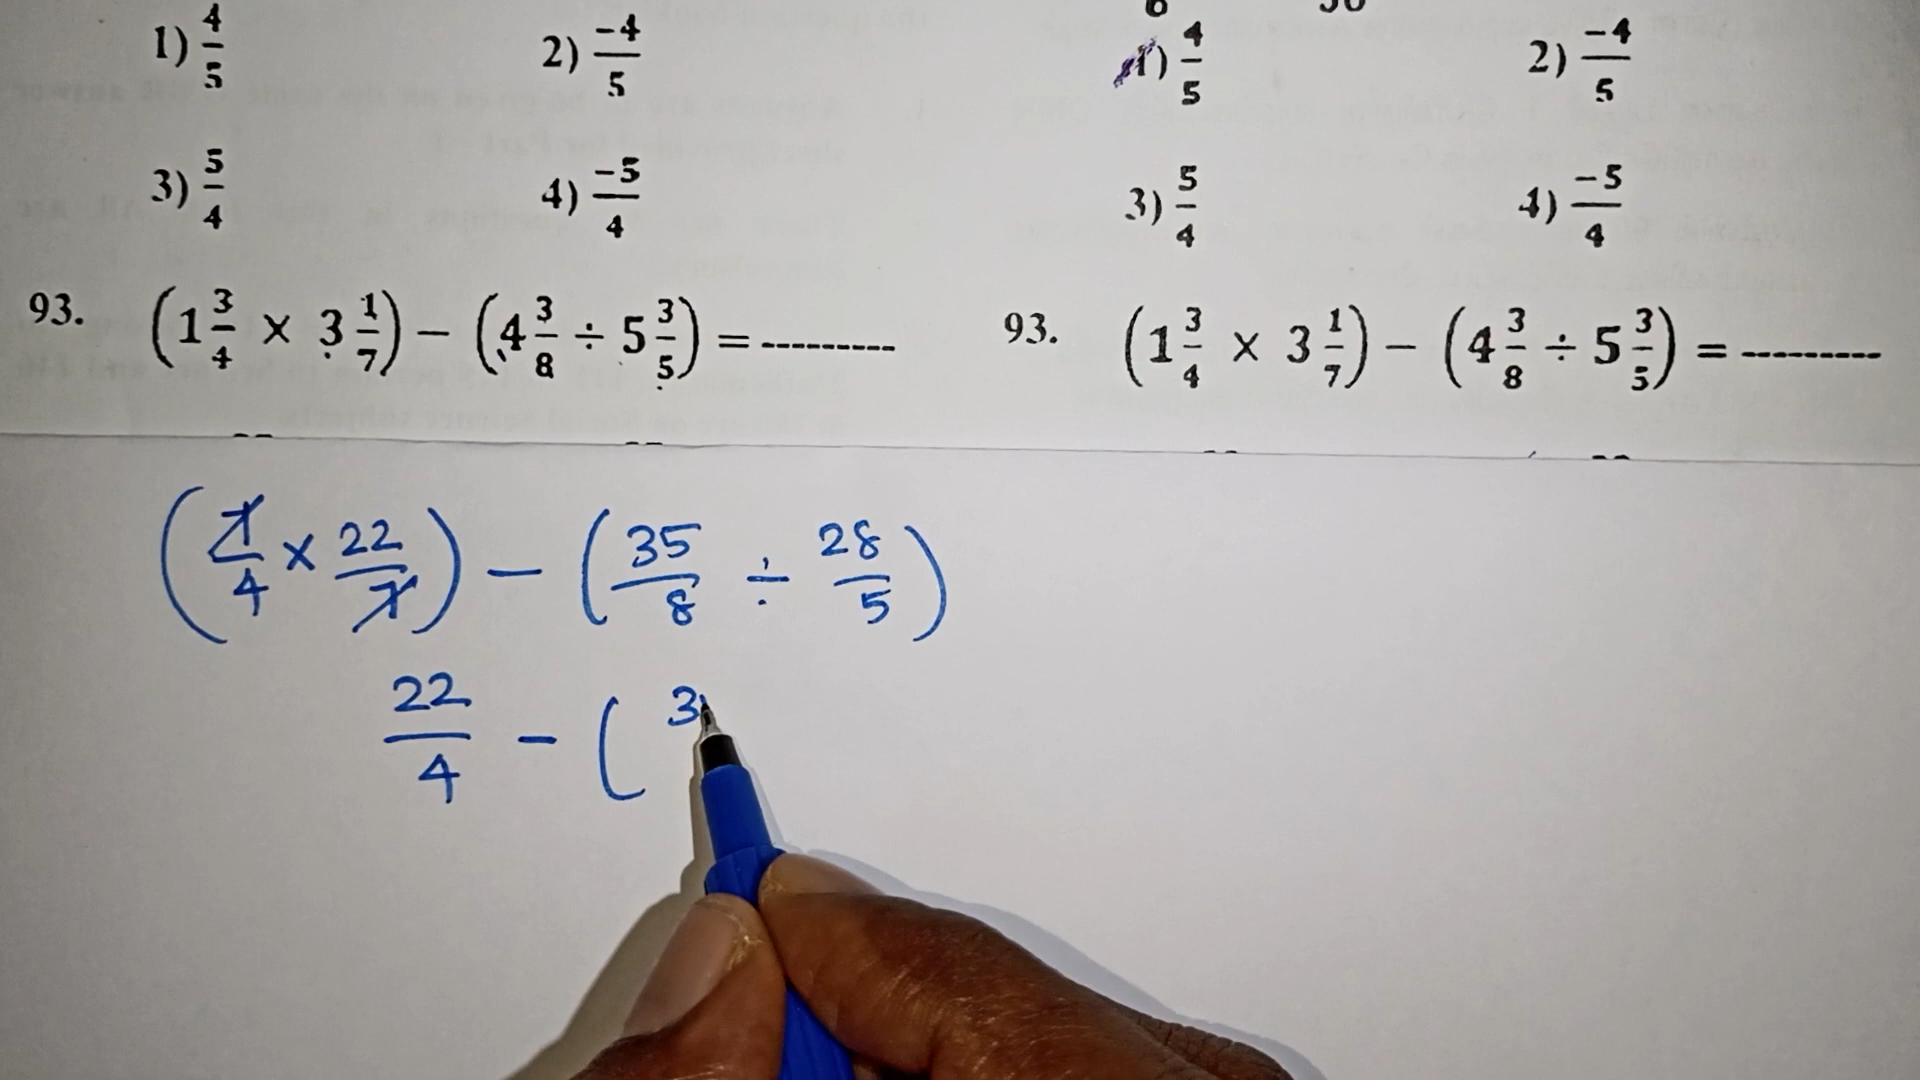 1) 4/5 2) -4/5
3) 5/4 4) -5/4
93. (1 3/4 × 3 1/7) – (4 3/8 ÷ 5 3/5) = ---------
1) 4/5 2) -4/5
3) 5/4 4) -5/4
93. (1 3/4 × 3 1/7) – (4 3/8 ÷ 5 3/5) = ---------
(7/4 × 22/7) – (35/8 ÷ 28/5)
22/4 – ( 3